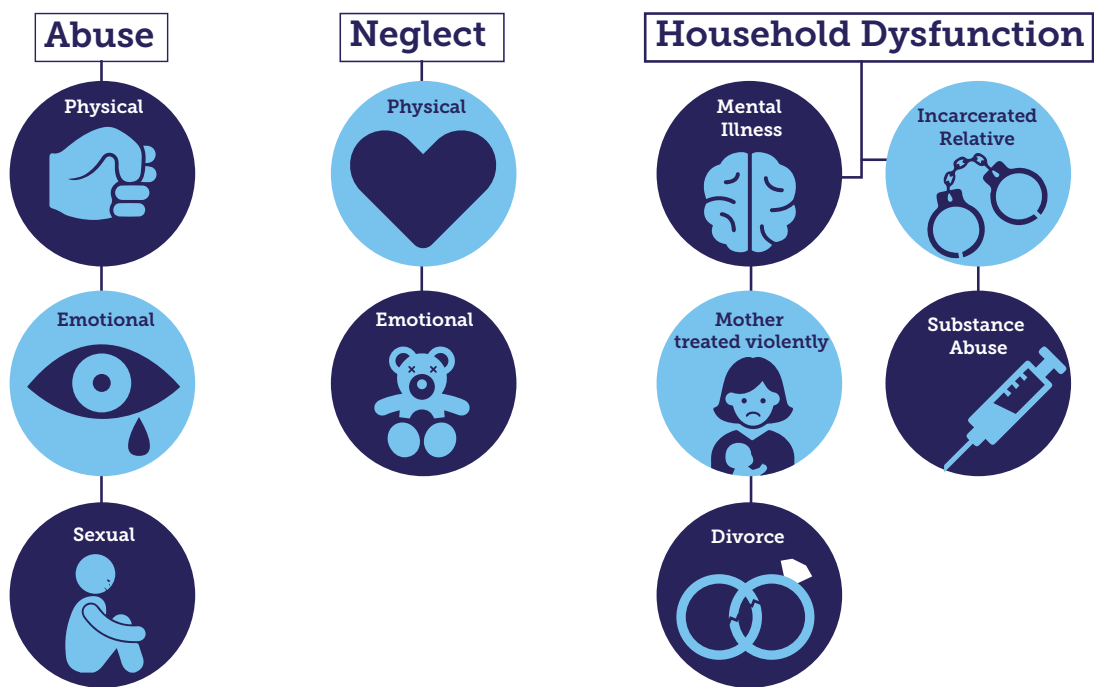 Abuse
Physical
Emotional
Sexual
Neglect
Physical
Emotional
Household Dysfunction
Mental
Illness
Incarcerated
Relative
Mother
treated violently
Substance
Abuse
Divorce